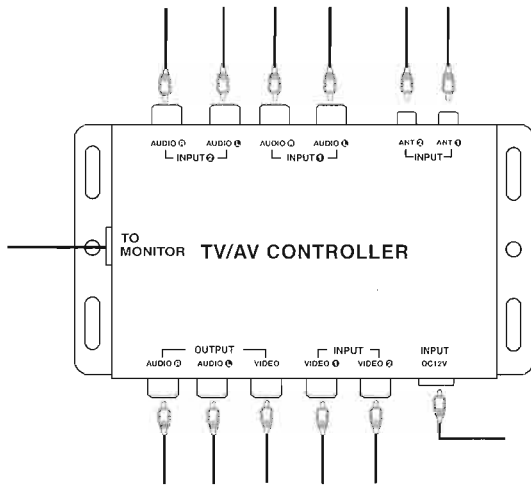 AUDIO R AUDIO L AUDIO R AUDIO L ANT 2 ANT 1
INPUT 2 INPUT 1 INPUT
TO
MONITOR
TV/AV CONTROLLER
OUTPUT INPUT INPUT
AUDIO R AUDIO L VIDEO VIDEO 1 VIDEO 2 OC12V